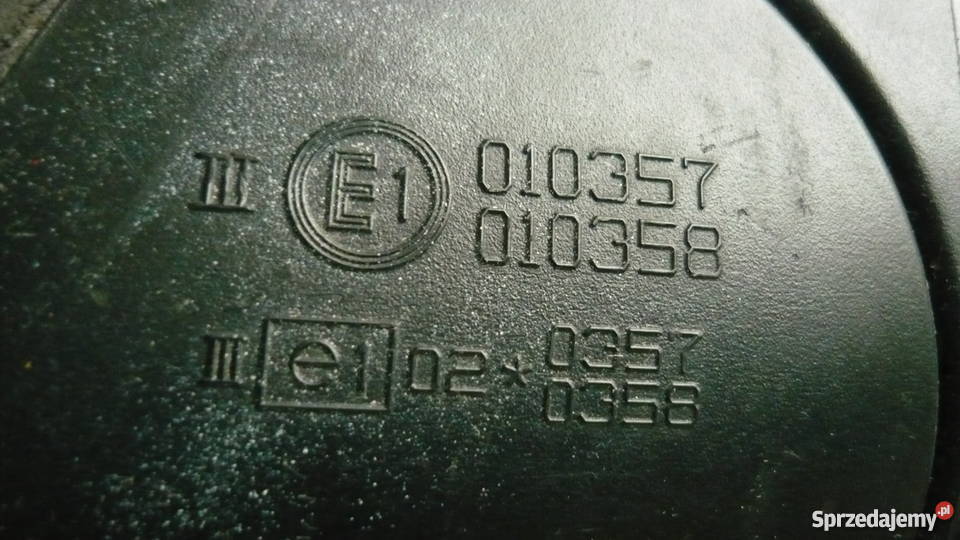 III E1 010357
010358
III e1 02*0357
0358
Sprzedajemy.pl